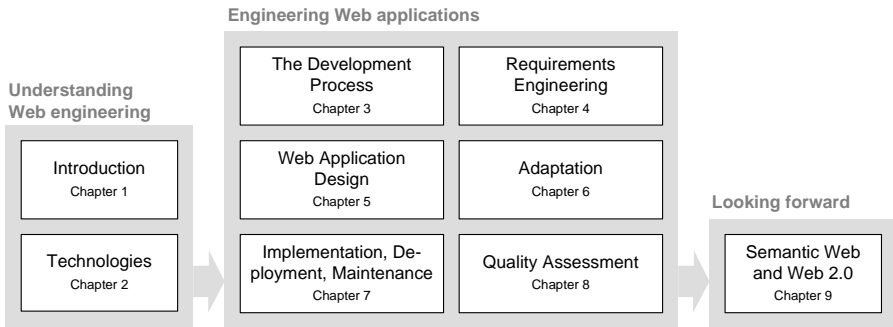 Understanding
Web engineering
Introduction
Chapter 1
Technologies
Chapter 2
Engineering Web applications
The Development
Process
Chapter 3
Requirements
Engineering
Chapter 4
Web Application
Design
Chapter 5
Adaptation
Chapter 6
Implementation, De-
ployment, Maintenance
Chapter 7
Quality Assessment
Chapter 8
Looking forward
Semantic Web
and Web 2.0
Chapter 9